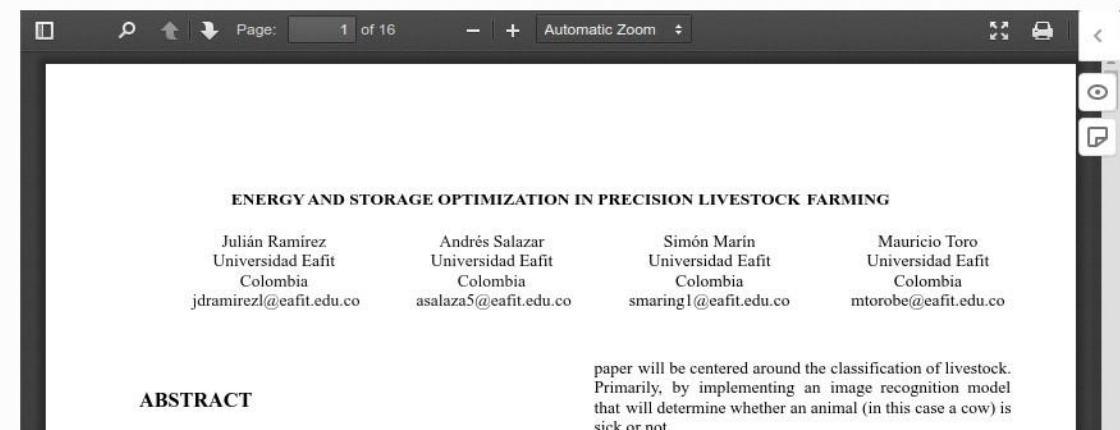 Page: 1 of 16 Automatic Zoom
ENERGY AND STORAGE OPTIMIZATION IN PRECISION LIVESTOCK FARMING
Julián Ramírez
Universidad Eafit
Colombia
jdramirezl@eafit.edu.co
Andrés Salazar
Universidad Eafit
Colombia
asalaza5@eafit.edu.co
Simón Marín
Universidad Eafit
Colombia
smaring1@eafit.edu.co
Mauricio Toro
Universidad Eafit
Colombia
mtorobe@eafit.edu.co
ABSTRACT
paper will be centered around the classification of livestock.
Primarily, by implementing an image recognition model
that will determine whether an animal (in this case a cow) is
sick or not